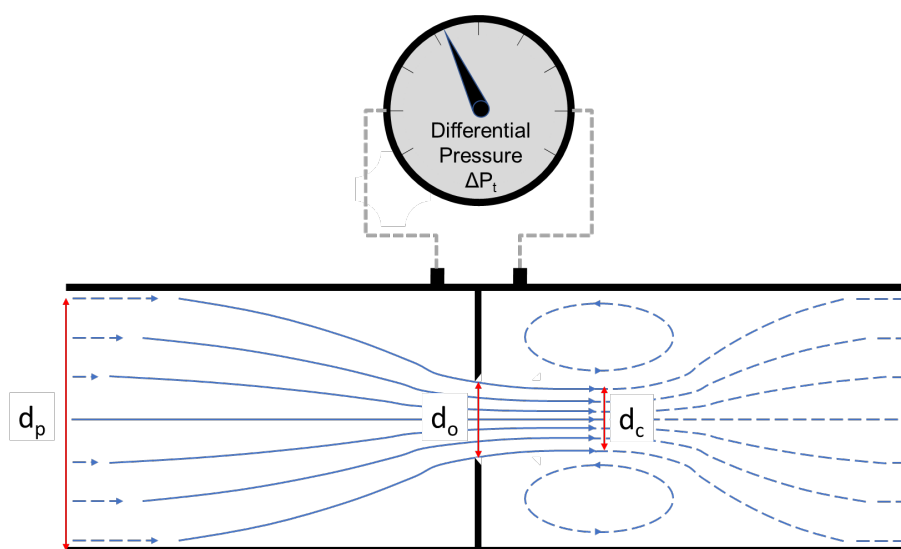 Differential
Pressure
ΔPt
dp
do
dc